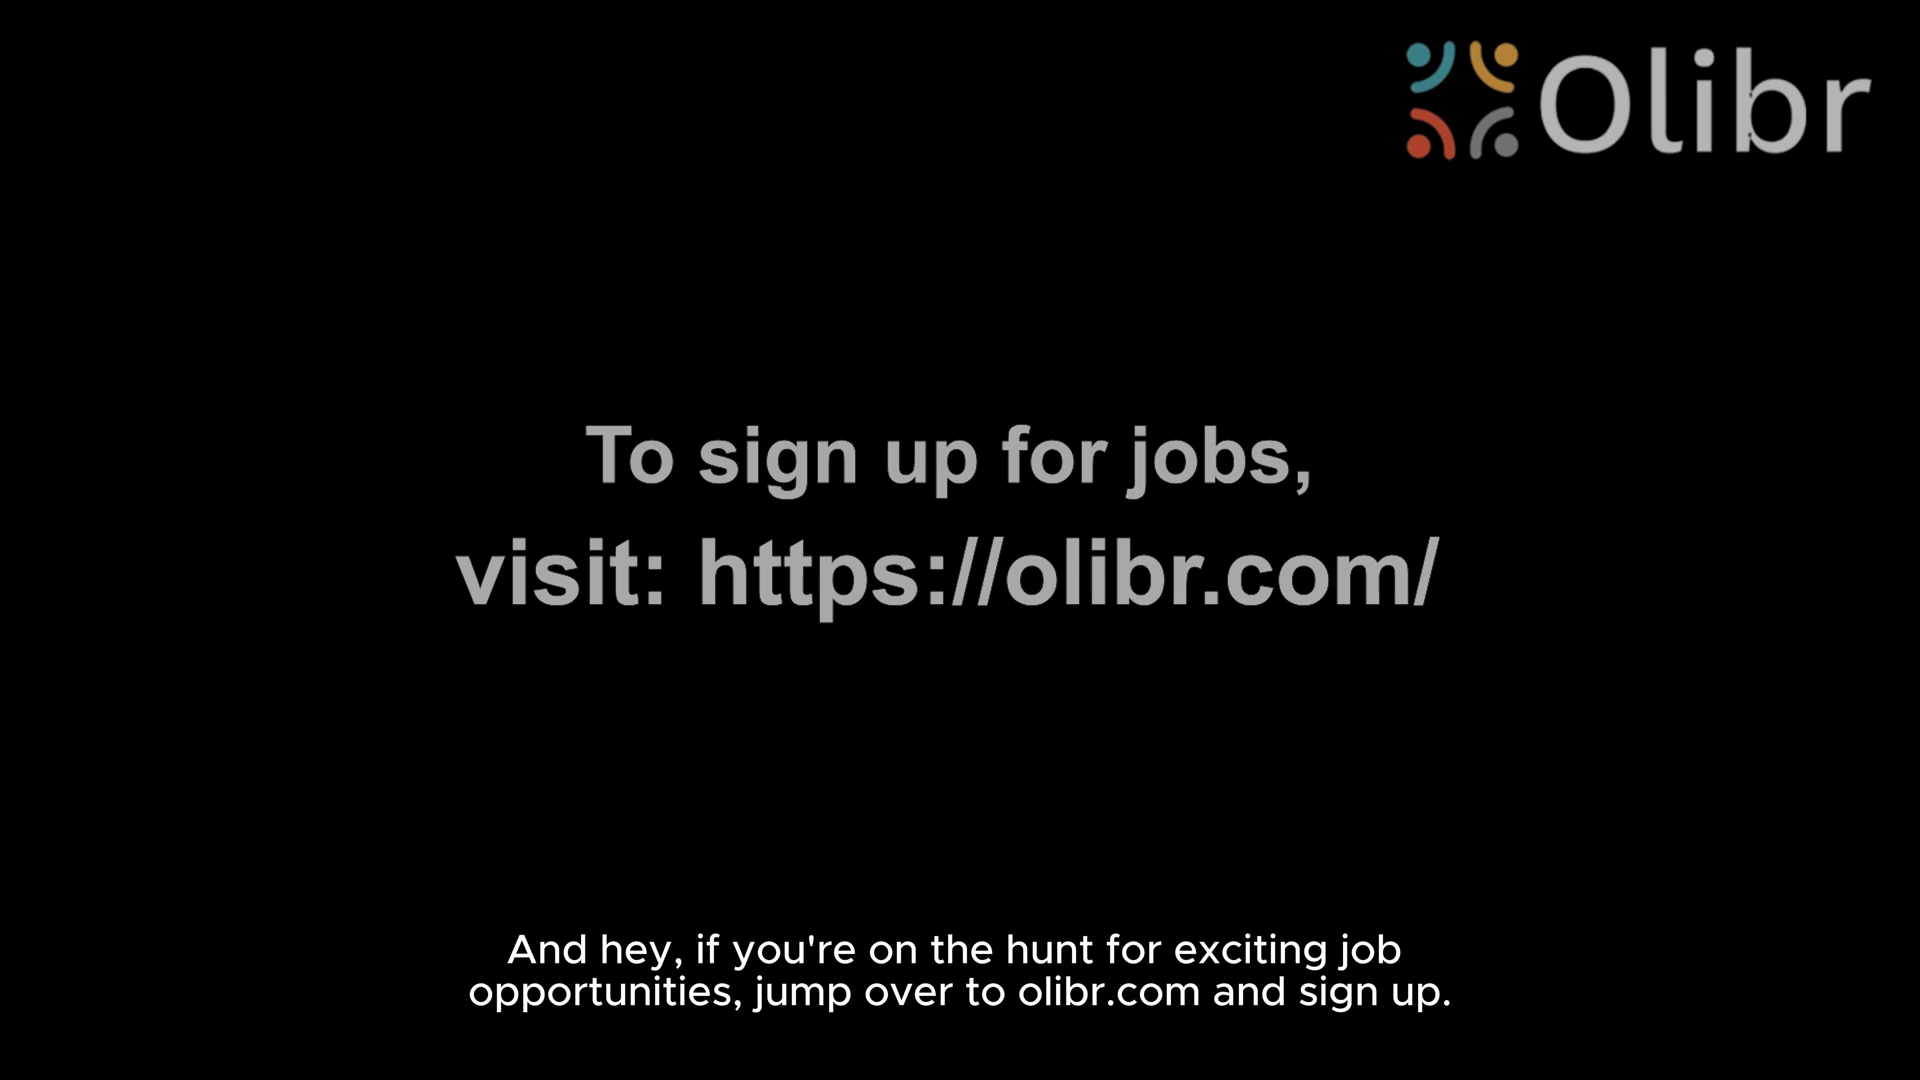 Olibr
To sign up for jobs,
visit: https://olibr.com/
And hey, if you're on the hunt for exciting job
opportunities, jump over to olibr.com and sign up.